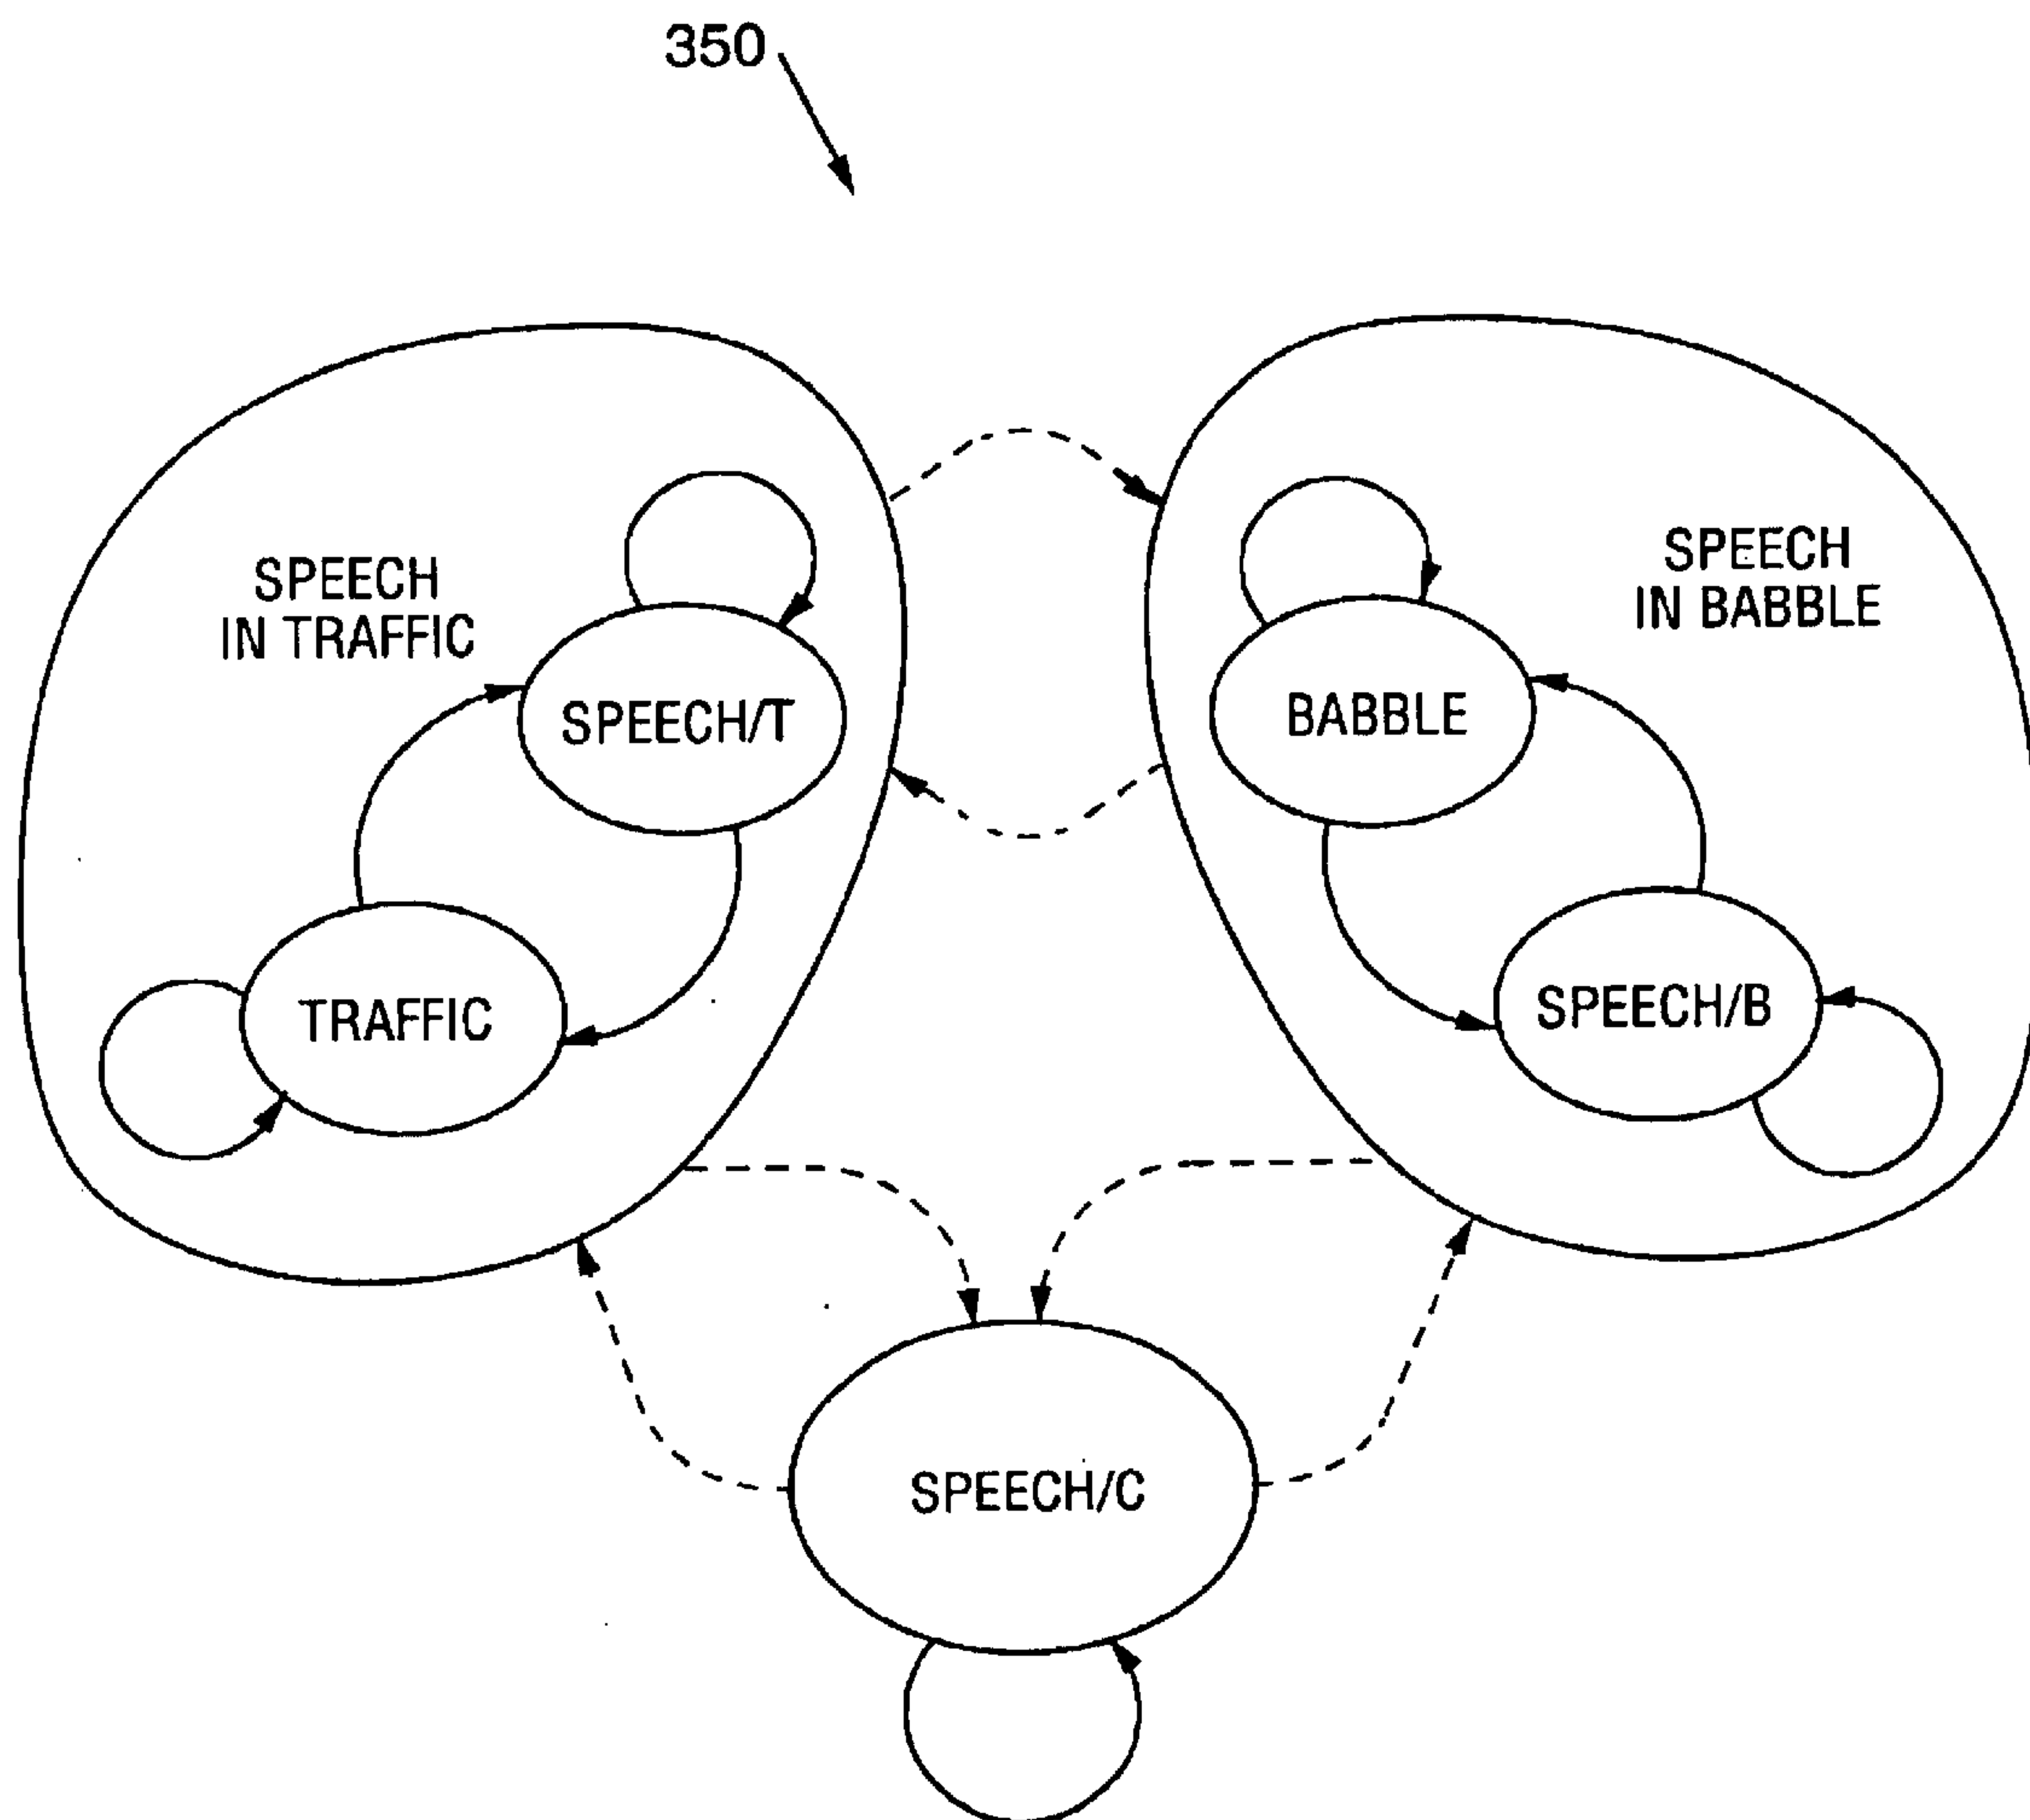 350
SPEECH
IN TRAFFIC
SPEECH
IN BABBLE
SPEECH/T
BABBLE
TRAFFIC
SPEECH/B
SPEECH/C